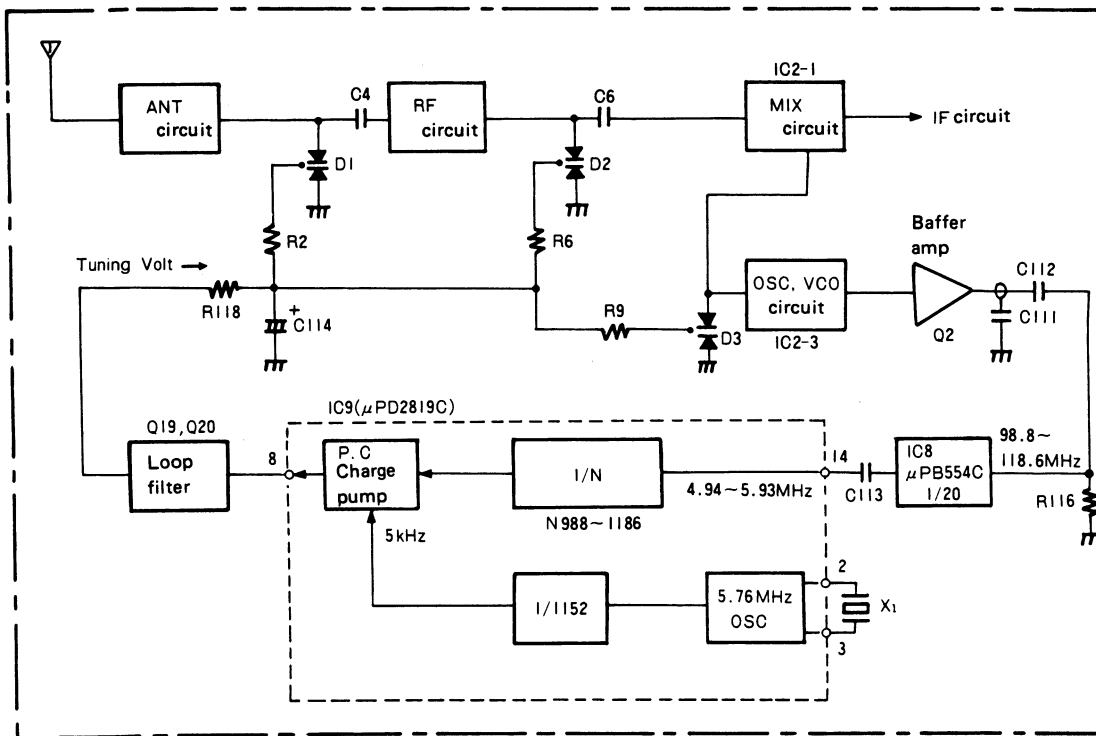 IC2-1
ANT
circuit
C4
RF
circuit
C6
MIX
circuit
IF circuit
D1
D2
R2
R6
Baffer
amp
Tuning Volt →
R118
C114
+
R9
D3
OSC, VCO
circuit
IC2-3
Q2
C112
C111
IC9(μPD2819C)
Q19, Q20
Loop
filter
8
P.C
Charge
pump
1/N
N988~1186
14
4.94~5.93MHz
C113
IC8
μPB554C
1/20
98.8~
118.6MHz
R116
5kHz
1/1152
5.76MHz
OSC
2
3
X1